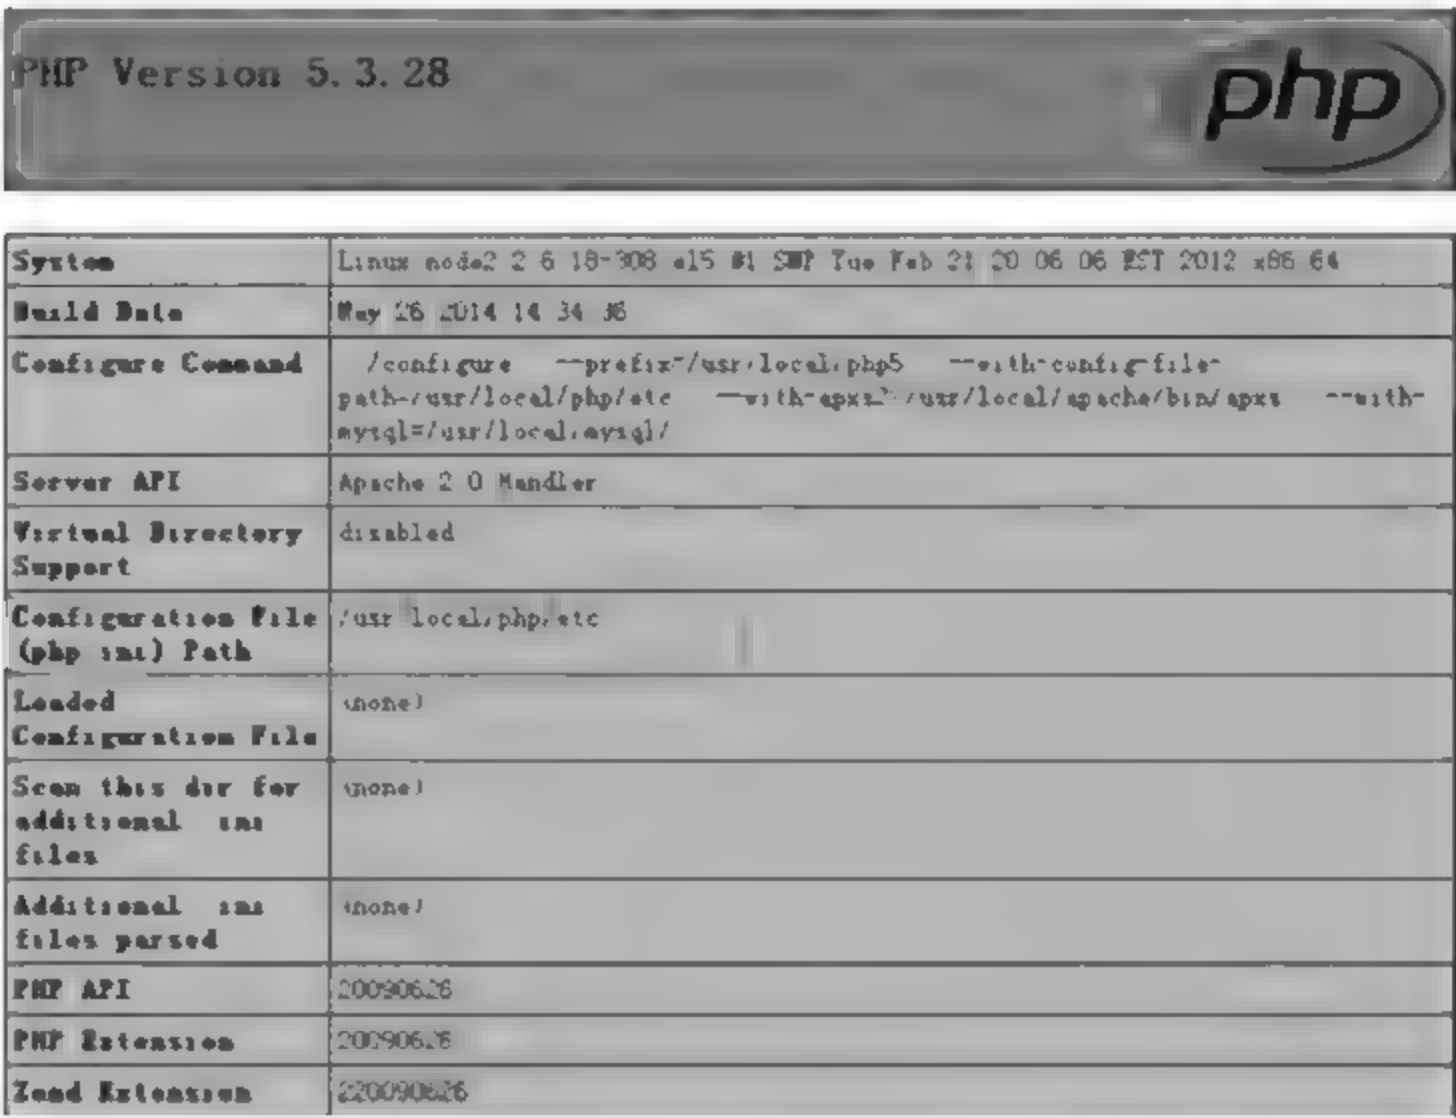 PHP Version 5.3.28
php
System
Linux node2 2 6 18-308 el5 #1 SMP Tue Feb 21 20 06 06 EST 2012 x86 64
Build Date
May 26 2014 14 34 36
Configure Command
/configure --prefix=/usr/local/php5 --with-config-file-
path=/usr/local/php/etc --with-apxs2=/usr/local/apache/bin/apxs --with-
mysql=/usr/local/mysql/
Server API
Apache 2 0 Handler
Virtual Directory
Support
disabled
Configuration File
(php ini) Path
/usr local/php/etc
Loaded
Configuration File
(none)
Scan this dir for
additional ini
files
(none)
Additional ini
files parsed
(none)
PHP API
20090626
PHP Extension
20090626
Zend Extension
220090626